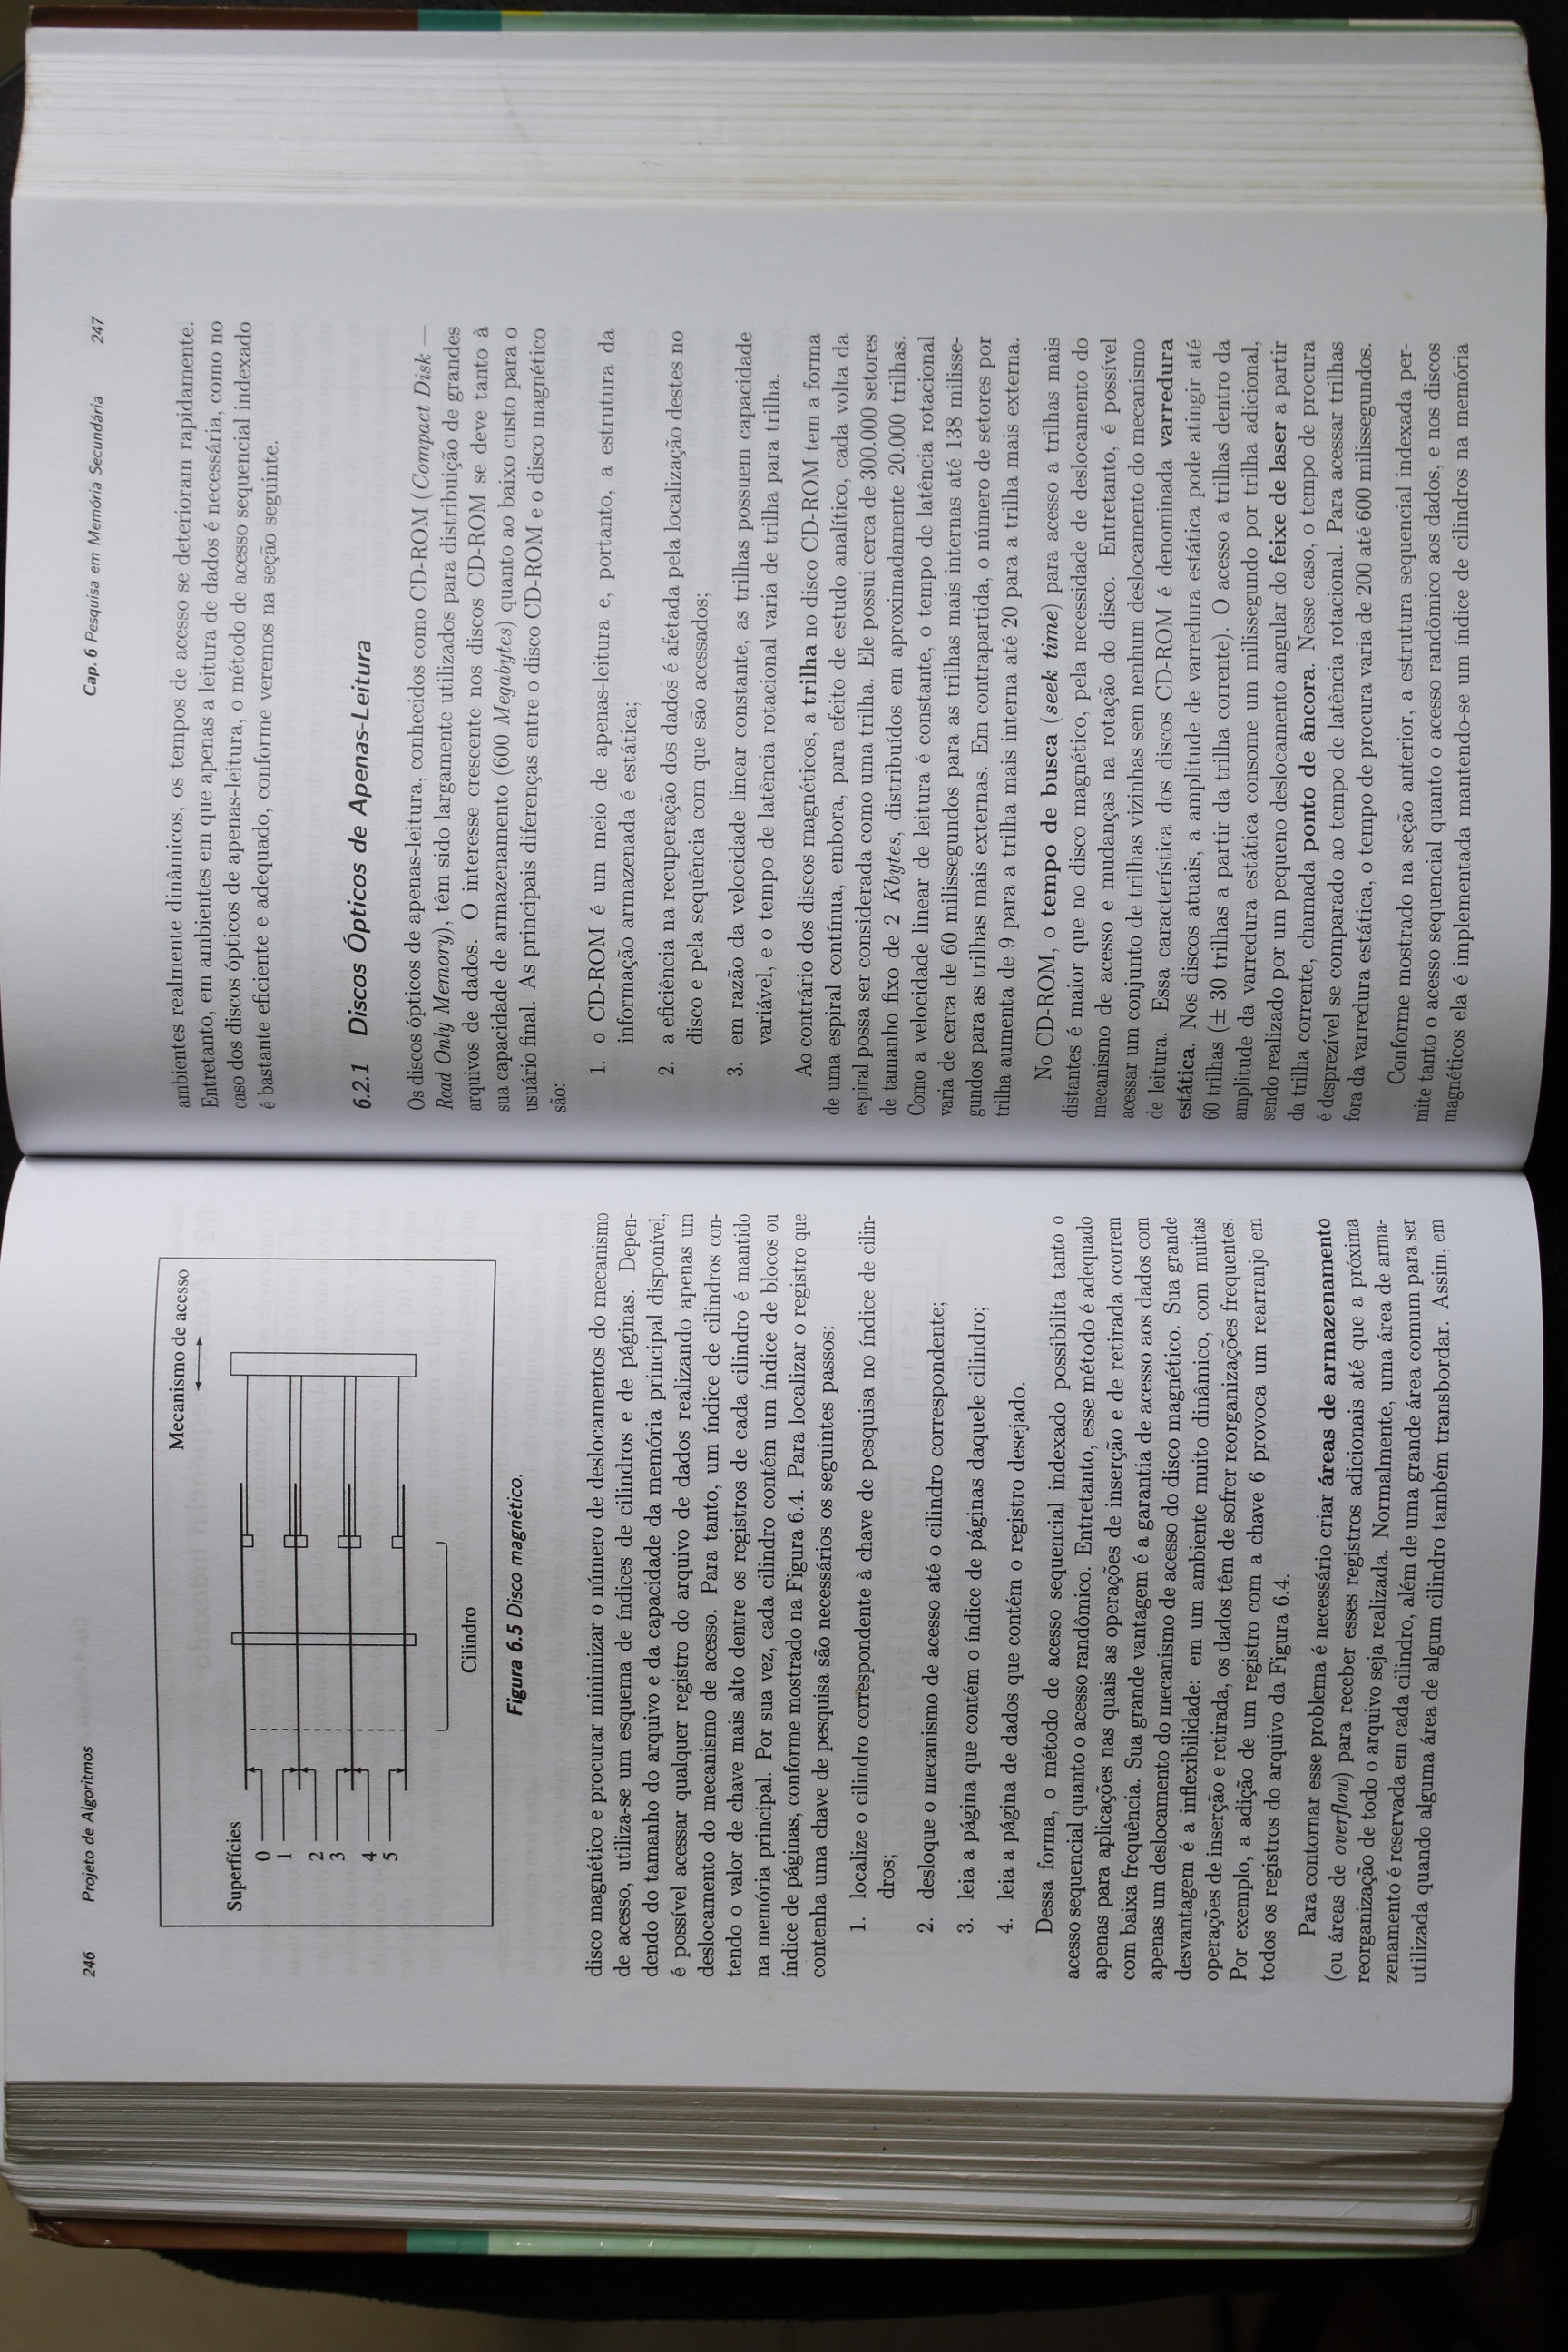 246 Projeto de Algoritmos
Mecanismo de acesso
Superfícies
0
1
2
3
4
5
Cilindro
Figura 6.5 Disco magnético.
disco magnético e procurar minimizar o número de deslocamentos do mecanismo
de acesso, utiliza-se um esquema de índices de cilindros e de páginas. Depen-
dendo do tamanho do arquivo e da capacidade da memória principal disponível,
é possível acessar qualquer registro do arquivo de dados realizando apenas um
deslocamento do mecanismo de acesso. Para tanto, um índice de cilindros con-
tendo o valor de chave mais alto dentre os registros de cada cilindro é mantido
na memória principal. Por sua vez, cada cilindro contém um índice de blocos ou
índice de páginas, conforme mostrado na Figura 6.4. Para localizar o registro que
contenha uma chave de pesquisa são necessários os seguintes passos:
1. localize o cilindro correspondente à chave de pesquisa no índice de cilin-
dros;
2. desloque o mecanismo de acesso até o cilindro correspondente;
3. leia a página que contém o índice de páginas daquele cilindro;
4. leia a página de dados que contém o registro desejado.
Dessa forma, o método de acesso sequencial indexado possibilita tanto o
acesso sequencial quanto o acesso randômico. Entretanto, esse método é adequado
apenas para aplicações nas quais as operações de inserção e de retirada ocorrem
com baixa frequência. Sua grande vantagem é a garantia de acesso aos dados com
apenas um deslocamento do mecanismo de acesso do disco magnético. Sua grande
desvantagem é a inflexibilidade: em um ambiente muito dinâmico, com muitas
operações de inserção e retirada, os dados têm de sofrer reorganizações frequentes.
Por exemplo, a adição de um registro com a chave 6 provoca um rearranjo em
todos os registros do arquivo da Figura 6.4.
Para contornar esse problema é necessário criar áreas de armazenamento
(ou áreas de overflow) para receber esses registros adicionais até que a próxima
reorganização de todo o arquivo seja realizada. Normalmente, uma área de arma-
zenamento é reservada em cada cilindro, além de uma grande área comum para ser
utilizada quando alguma área de algum cilindro também transbordar. Assim, em
Cap. 6 Pesquisa em Memória Secundária 247
ambientes realmente dinâmicos, os tempos de acesso se deterioram rapidamente.
Entretanto, em ambientes em que apenas a leitura de dados é necessária, como no
caso dos discos ópticos de apenas-leitura, o método de acesso sequencial indexado
é bastante eficiente e adequado, conforme veremos na seção seguinte.
6.2.1 Discos Ópticos de Apenas-Leitura
Os discos ópticos de apenas-leitura, conhecidos como CD-ROM (Compact Disk —
Read Only Memory), têm sido largamente utilizados para distribuição de grandes
arquivos de dados. O interesse crescente nos discos CD-ROM se deve tanto à
sua capacidade de armazenamento (600 Megabytes) quanto ao baixo custo para o
usuário final. As principais diferenças entre o disco CD-ROM e o disco magnético
são:
1. o CD-ROM é um meio de apenas-leitura e, portanto, a estrutura da
informação armazenada é estática;
2. a eficiência na recuperação dos dados é afetada pela localização destes no
disco e pela sequência com que são acessados;
3. em razão da velocidade linear constante, as trilhas possuem capacidade
variável, e o tempo de latência rotacional varia de trilha para trilha.
Ao contrário dos discos magnéticos, a trilha no disco CD-ROM tem a forma
de uma espiral contínua, embora, para efeito de estudo analítico, cada volta da
espiral possa ser considerada como uma trilha. Ele possui cerca de 300.000 setores
de tamanho fixo de 2 Kbytes, distribuídos em aproximadamente 20.000 trilhas.
Como a velocidade linear de leitura é constante, o tempo de latência rotacional
varia de cerca de 60 milissegundos para as trilhas mais internas até 138 milisse-
gundos para as trilhas mais externas. Em contrapartida, o número de setores por
trilha aumenta de 9 para a trilha mais interna até 20 para a trilha mais externa.
No CD-ROM, o tempo de busca (seek time) para acesso a trilhas mais
distantes é maior que no disco magnético, pela necessidade de deslocamento do
mecanismo de acesso e mudanças na rotação do disco. Entretanto, é possível
acessar um conjunto de trilhas vizinhas sem nenhum deslocamento do mecanismo
de leitura. Essa característica dos discos CD-ROM é denominada varredura
estática. Nos discos atuais, a amplitude de varredura estática pode atingir até
60 trilhas (± 30 trilhas a partir da trilha corrente). O acesso a trilhas dentro da
amplitude da varredura estática consome um milissegundo por trilha adicional,
sendo realizado por um pequeno deslocamento angular do feixe de laser a partir
da trilha corrente, chamada ponto de âncora. Nesse caso, o tempo de procura
é desprezível se comparado ao tempo de latência rotacional. Para acessar trilhas
fora da varredura estática, o tempo de procura varia de 200 até 600 milissegundos.
Conforme mostrado na seção anterior, a estrutura sequencial indexada per-
mite tanto o acesso sequencial quanto o acesso randômico aos dados, e nos discos
magnéticos ela é implementada mantendo-se um índice de cilindros na memória